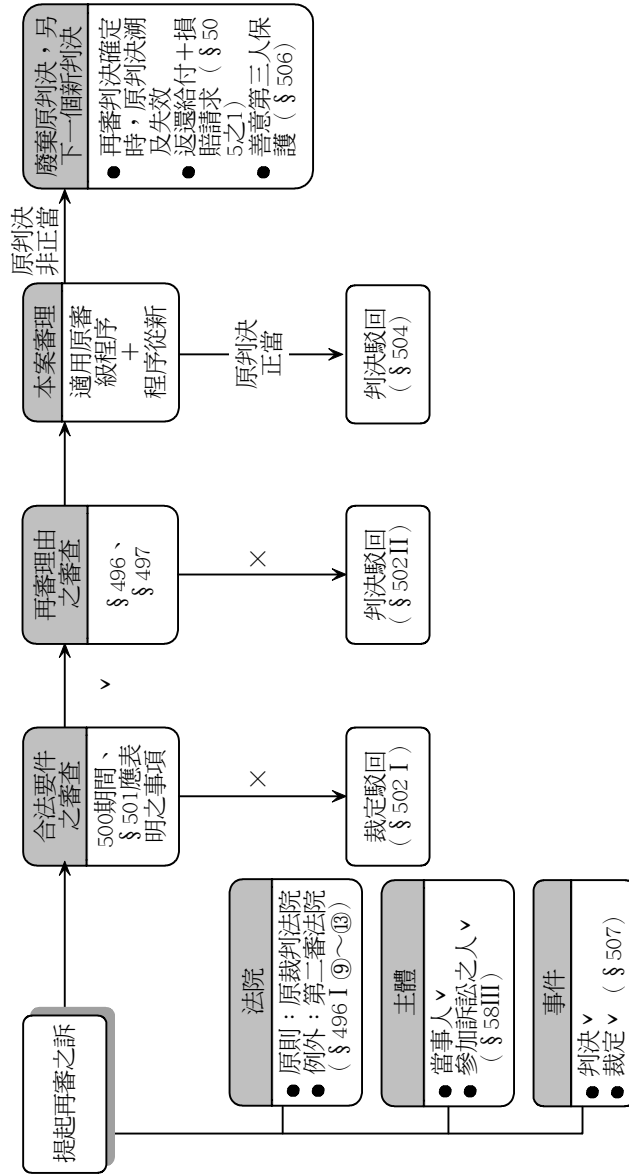 提起再審之訴
法院
● 原則：原裁判法院
● 例外：第二審法院
（§496Ⅰ⑨～⑬）
主體
● 當事人∨
● 參加訴訟之人∨
（§58III）
事件
● 判決∨
● 裁定∨（§507）
合法要件
之審查
500期間、
§501應表
明之事項
×
裁定駁回
（§502Ⅰ）
∨
再審理由
之審查
§496、
§497
×
判決駁回
（§502II）
本案審理
適用原審
級程序
＋
程序從新
原判決
正當
判決駁回
（§504）
原判決
非正當
廢棄原判決，另
下一個新判決
● 再審判決確定
時，原判決溯
及失效
● 返還給付＋損
賠請求（§50
5之1）
● 善意第三人保
護（§506）